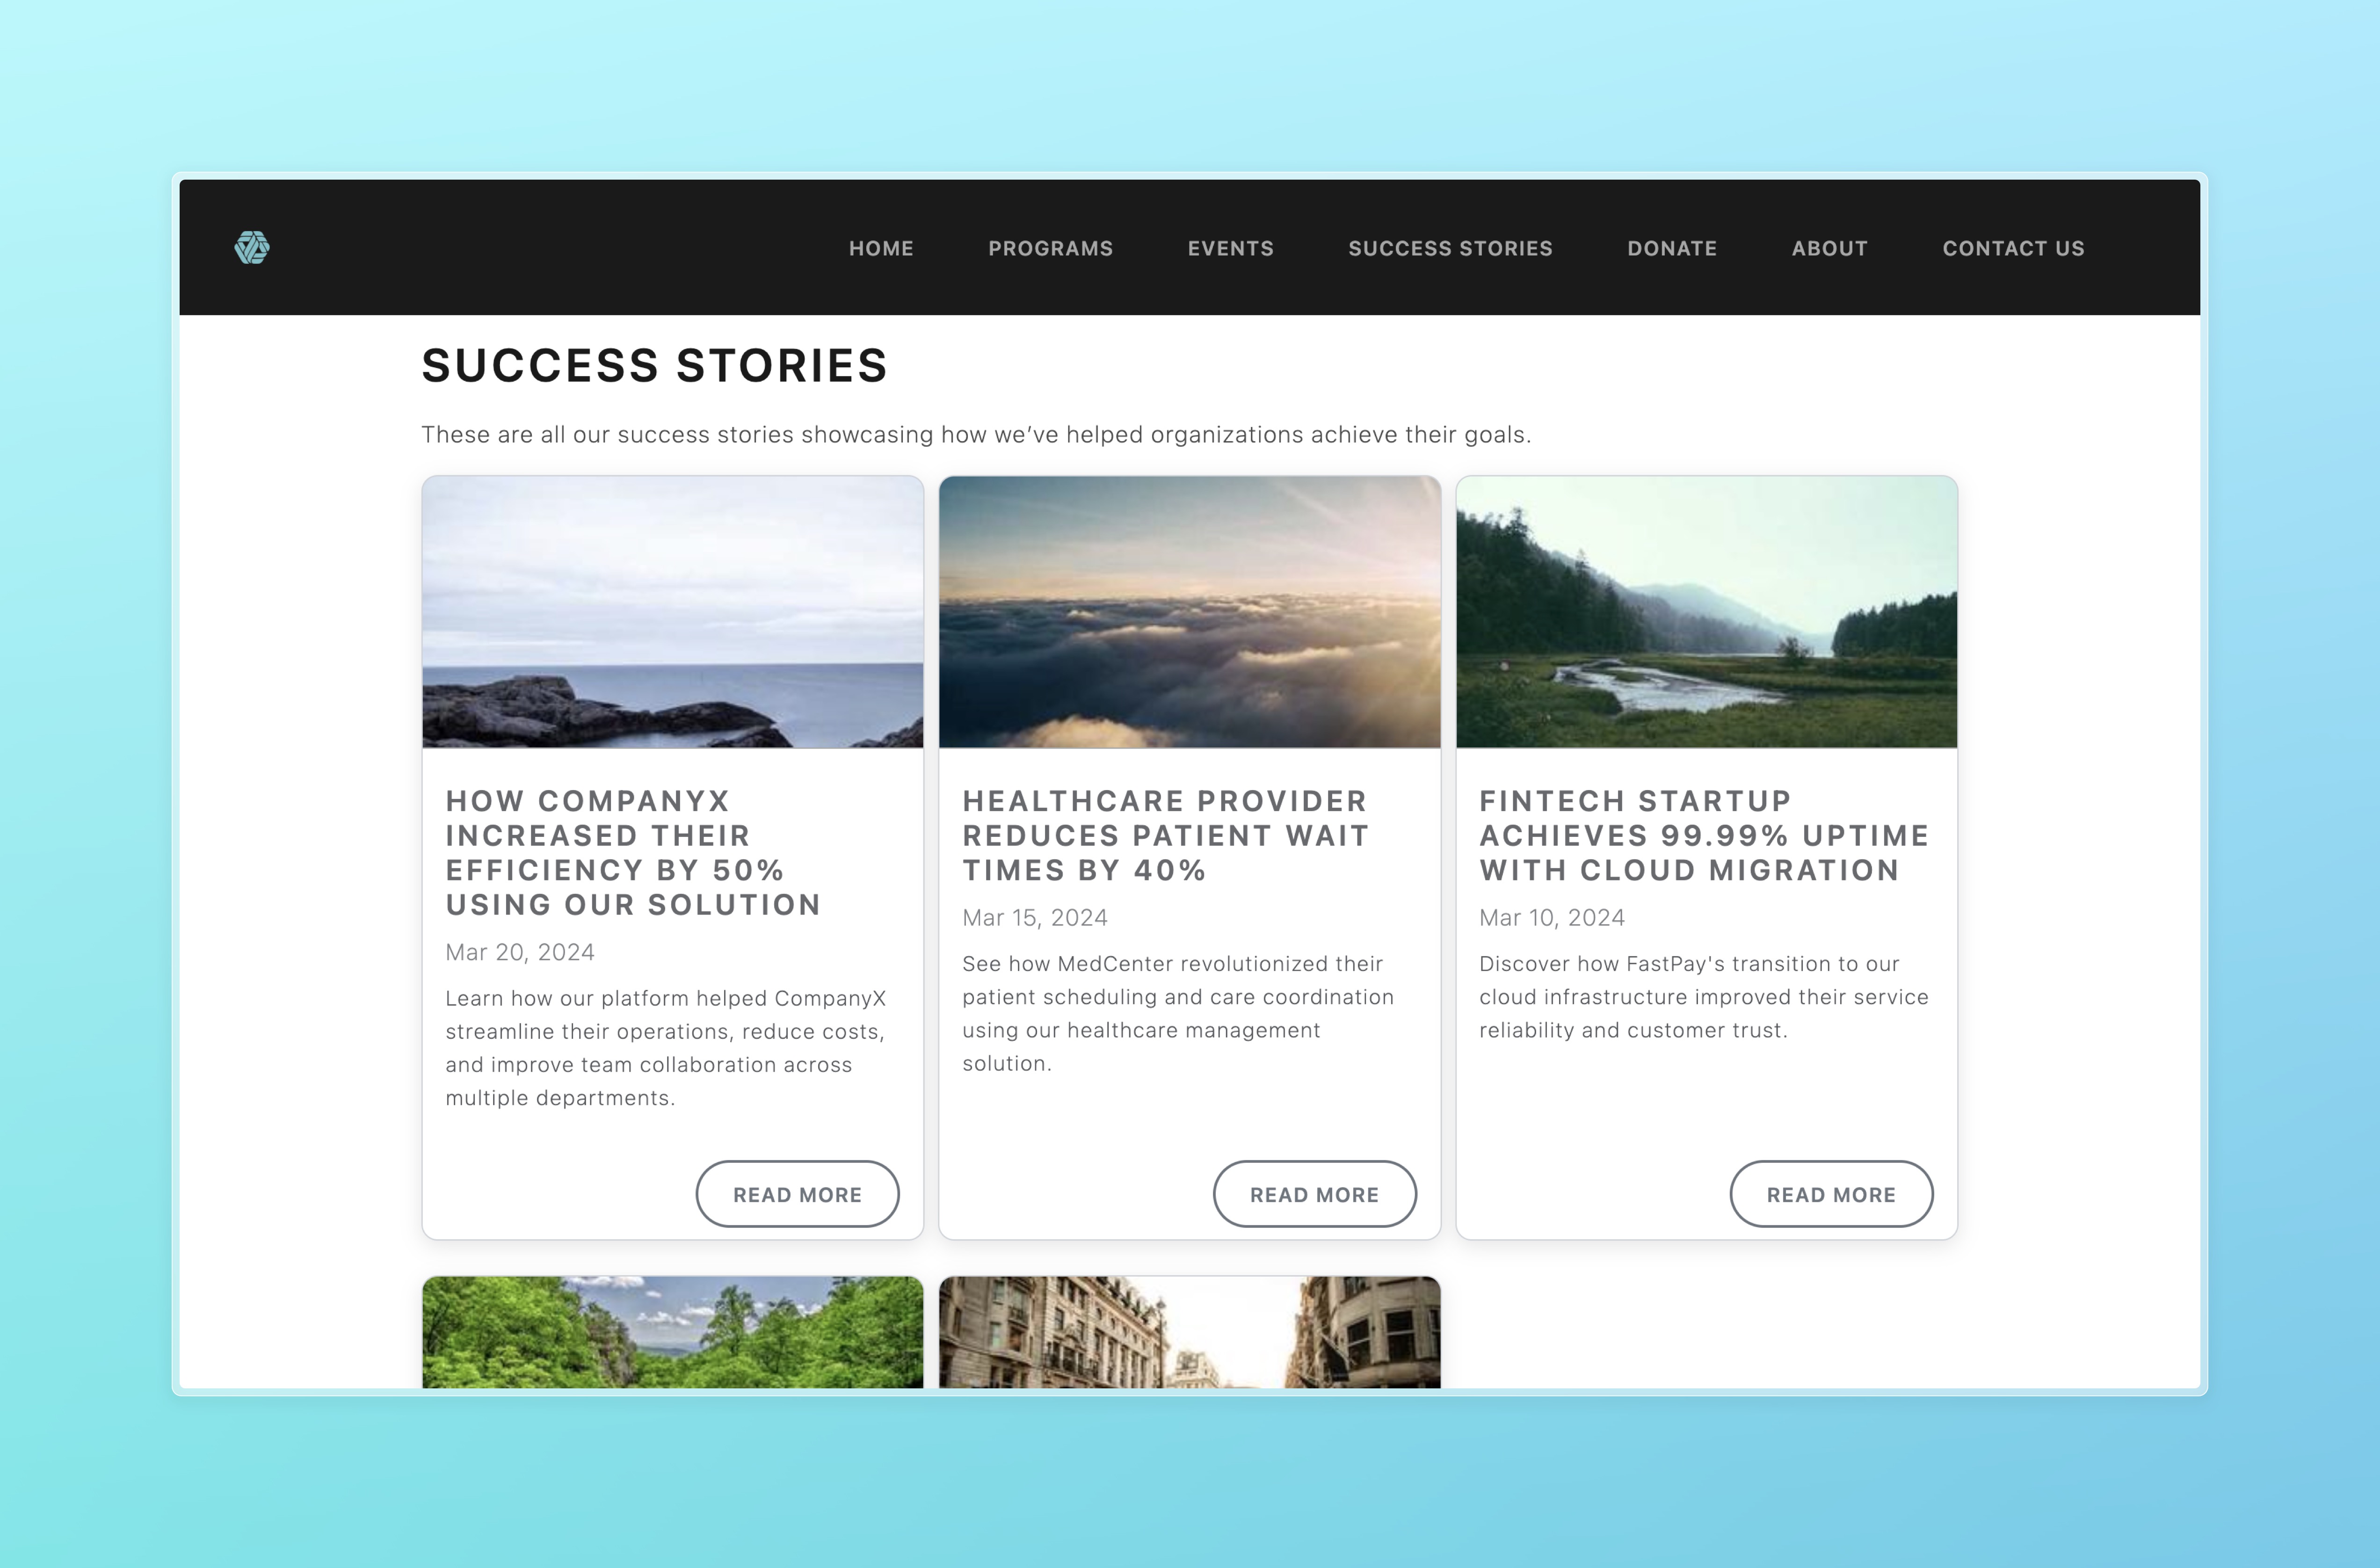 HOME PROGRAMS EVENTS SUCCESS STORIES DONATE ABOUT CONTACT US
SUCCESS STORIES
These are all our success stories showcasing how we’ve helped organizations achieve their goals.
HOW COMPANYX
INCREASED THEIR
EFFICIENCY BY 50%
USING OUR SOLUTION
Mar 20, 2024
Learn how our platform helped CompanyX
streamline their operations, reduce costs,
and improve team collaboration across
multiple departments.
READ MORE
HEALTHCARE PROVIDER
REDUCES PATIENT WAIT
TIMES BY 40%
Mar 15, 2024
See how MedCenter revolutionized their
patient scheduling and care coordination
using our healthcare management
solution.
READ MORE
FINTECH STARTUP
ACHIEVES 99.99% UPTIME
WITH CLOUD MIGRATION
Mar 10, 2024
Discover how FastPay's transition to our
cloud infrastructure improved their service
reliability and customer trust.
READ MORE